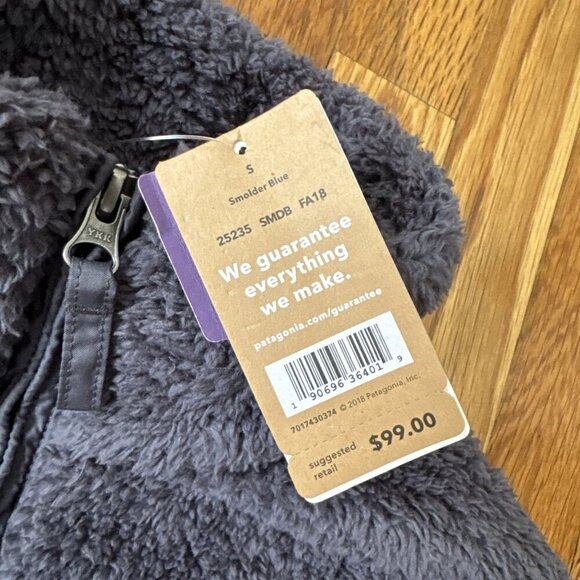 YKK
S
Smolder Blue
25235 SMDB FA18
We guarantee
everything
we make.
patagonia.com/guarantee
1 90696 36401 9
7017430374 © 2018 Patagonia, Inc.
suggested
retail
$99.00